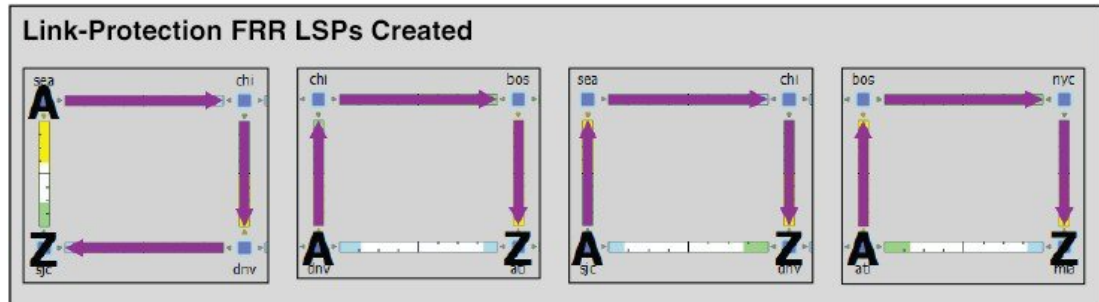 Link-Protection FRR LSPs Created
sea chi chi bos sea chi bos nyc
A
Z Z Z Z
A A A
sjc dnv dnv atl sjc dnv atl mia